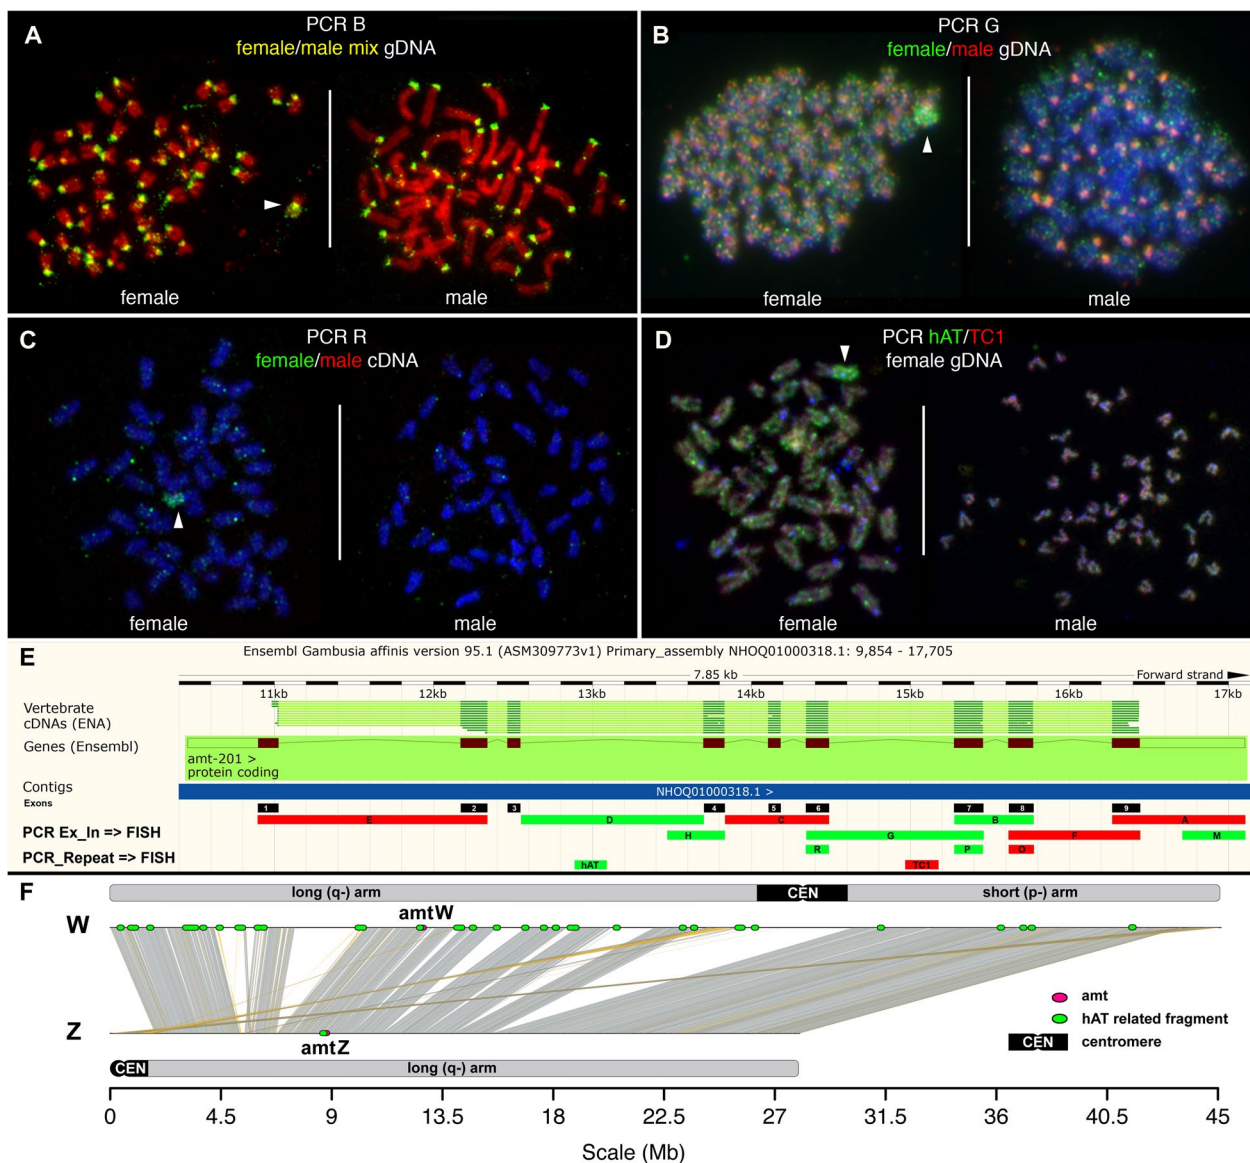 A
PCR B
female/male mix gDNA
female
male
B
PCR G
female/male gDNA
female
male
C
PCR R
female/male cDNA
female
male
D
PCR hAT/TC1
female gDNA
female
male
E
Ensembl Gambusia affinis version 95.1 (ASM309773v1) Primary_assembly NHOQ01000318.1: 9,854 - 17,705
7.85 kb
Forward strand
11kb 12kb 13kb 14kb 15kb 16kb 17kb
Vertebrate
cDNAs (ENA)
Genes (Ensembl)
amt-201 >
protein coding
Contigs
NHOQ01000318.1 >
Exons
1 2 3 4 5 6 7 8 9
E D C B A
PCR Ex_In => FISH
H G F M
R P O
PCR_Repeat => FISH
hAT TC1
F
long (q-) arm
CEN
short (p-) arm
W
amtW
Z
amtZ
amt
hAT related fragment
CEN
centromere
CEN
long (q-) arm
0 4.5 9 13.5 18 22.5 27 31.5 36 40.5 45
Scale (Mb)